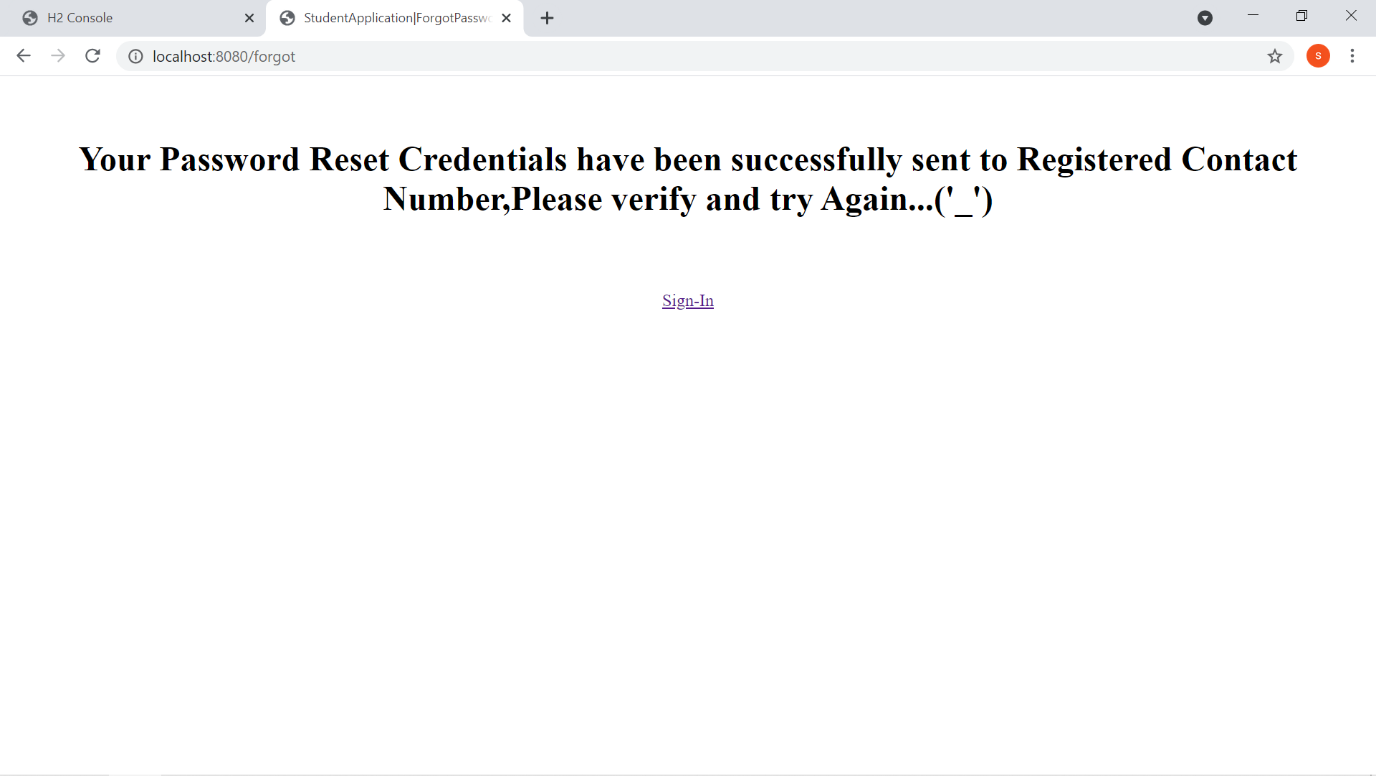 H2 Console
StudentApplication|ForgotPassw
localhost:8080/forgot
S
Your Password Reset Credentials have been successfully sent to Registered Contact
Number,Please verify and try Again...('_')
Sign-In